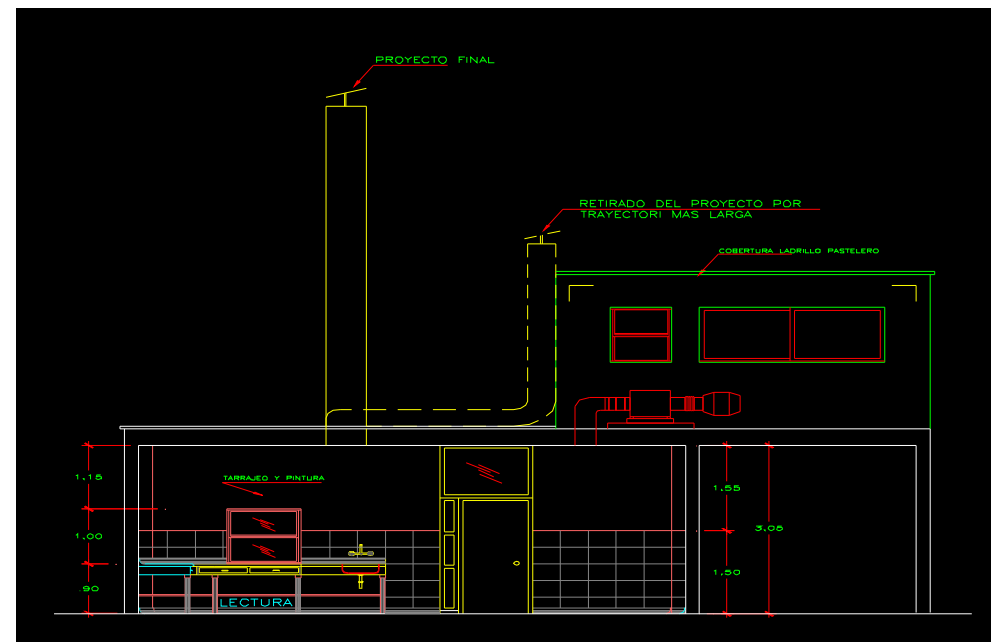 PROYECTO FINAL
RETIRADO DEL PROYECTO POR
TRAYECTORI MAS LARGA
COBERTURA LADRILLO PASTELERO
TARRAJEO Y PINTURA
1.15
1.00
.90
1.55
3.05
1.50
LECTURA